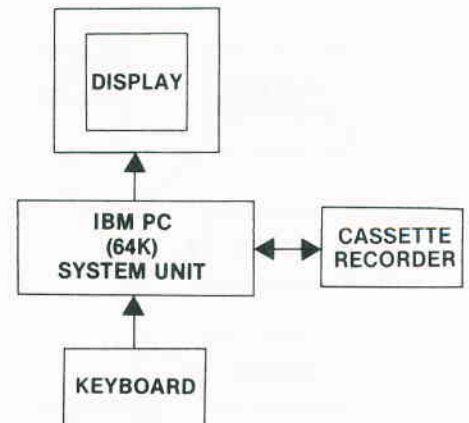 DISPLAY
IBM PC
(64K)
SYSTEM UNIT
CASSETTE
RECORDER
KEYBOARD